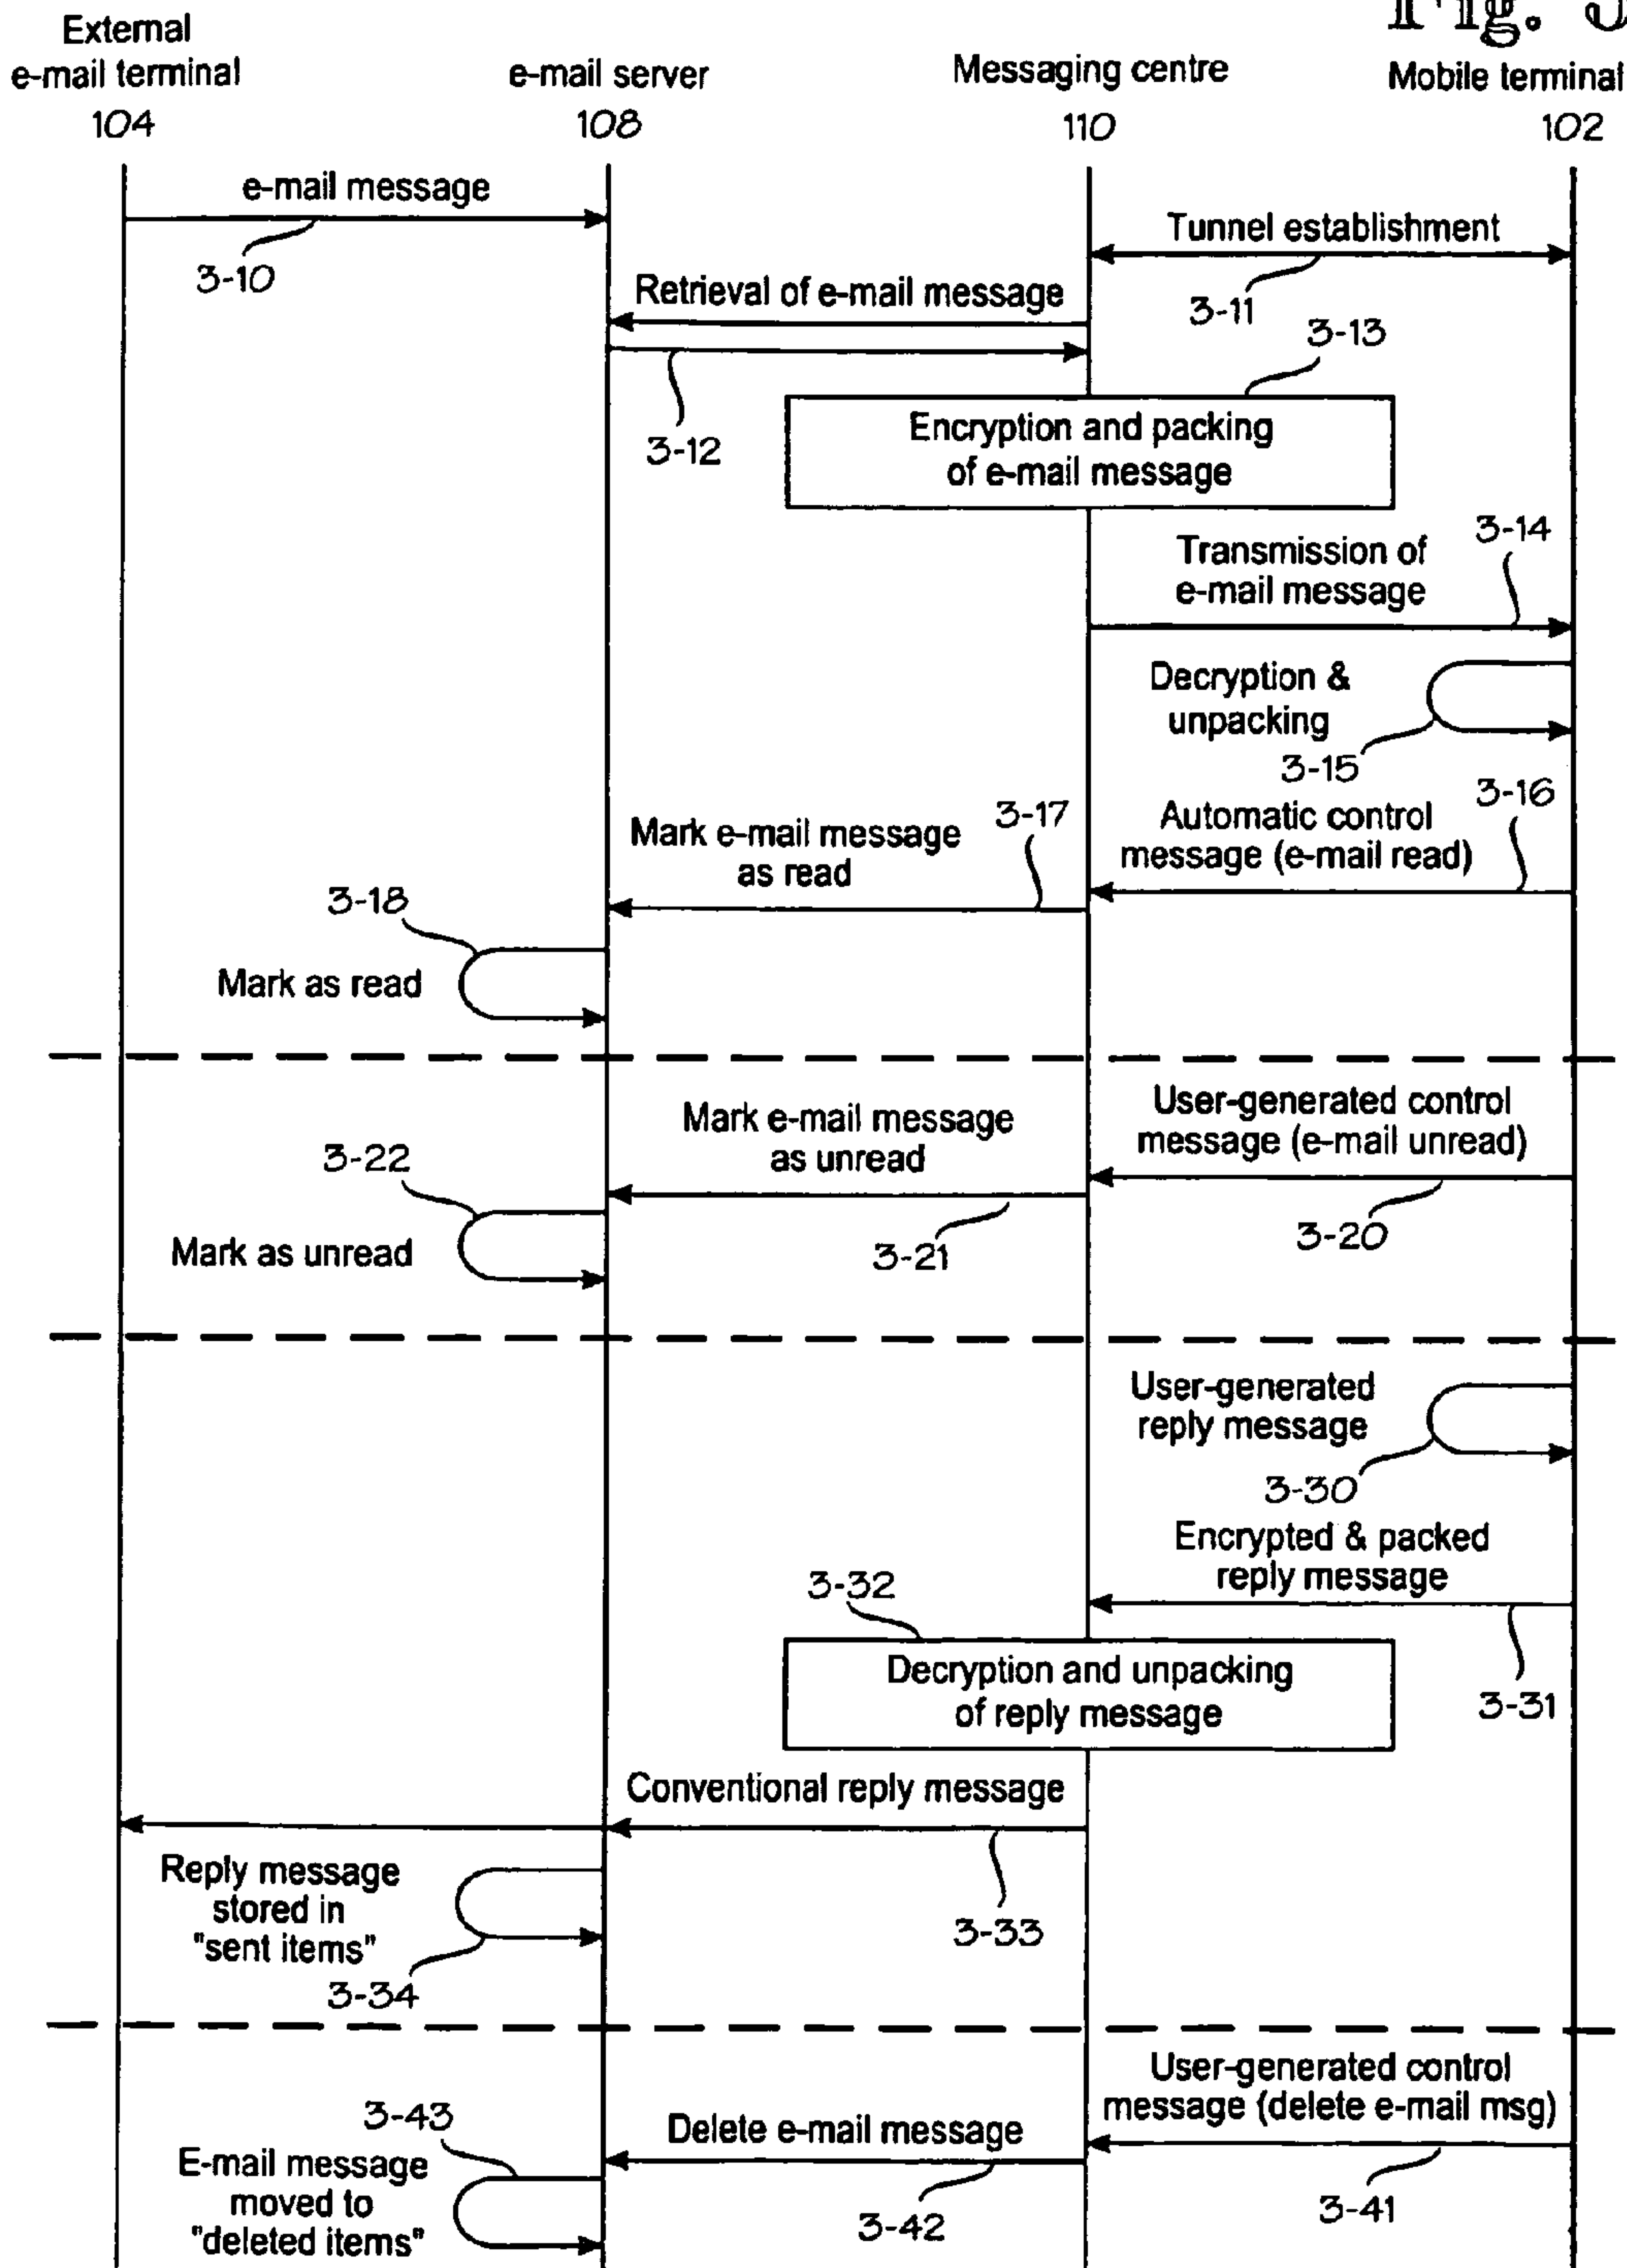 Fig. 3
External
e-mail terminal
104
e-mail server
108
Messaging centre
110
Mobile terminal
102
e-mail message
3-10
Tunnel establishment
3-11
Retrieval of e-mail message
3-12
3-13
Encryption and packing
of e-mail message
3-14
Transmission of
e-mail message
Decryption &
unpacking
3-15
3-16
Automatic control
message (e-mail read)
3-17
Mark e-mail message
as read
3-18
Mark as read
User-generated control
message (e-mail unread)
3-20
Mark e-mail message
as unread
3-21
3-22
Mark as unread
User-generated
reply message
3-30
Encrypted & packed
reply message
3-31
3-32
Decryption and unpacking
of reply message
Conventional reply message
3-33
Reply message
stored in
"sent items"
3-34
User-generated control
message (delete e-mail msg)
3-41
Delete e-mail message
3-42
3-43
E-mail message
moved to
"deleted items"